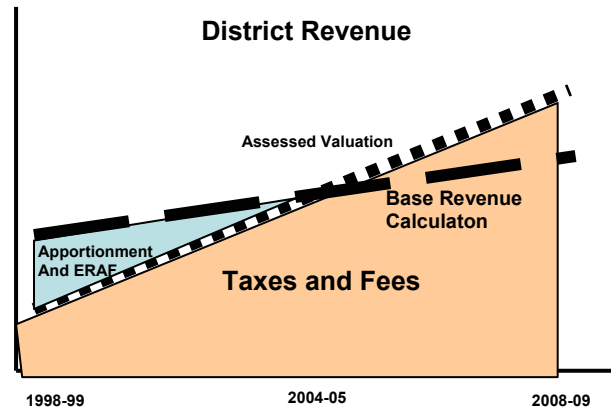 District Revenue
Assessed Valuation
Base Revenue
Calculaton
Apportionment
And ERAF
Taxes and Fees
1998-99
2004-05
2008-09